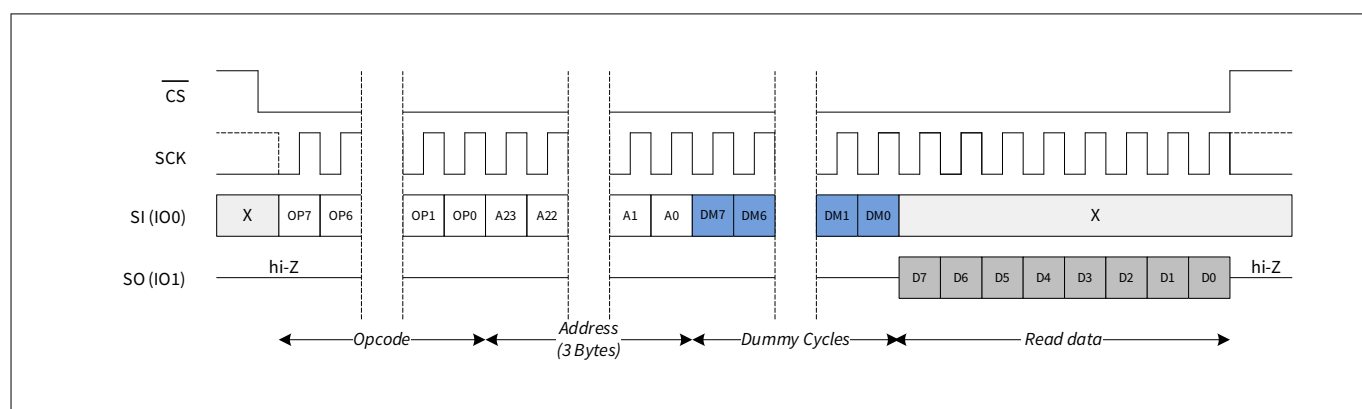 CS
SCK
SI (IO0) X OP7 OP6 OP1 OP0 A23 A22 A1 A0 DM7 DM6 DM1 DM0 X
hi-Z hi-Z
SO (IO1) D7 D6 D5 D4 D3 D2 D1 D0
Opcode Address Dummy Cycles Read data
(3 Bytes)